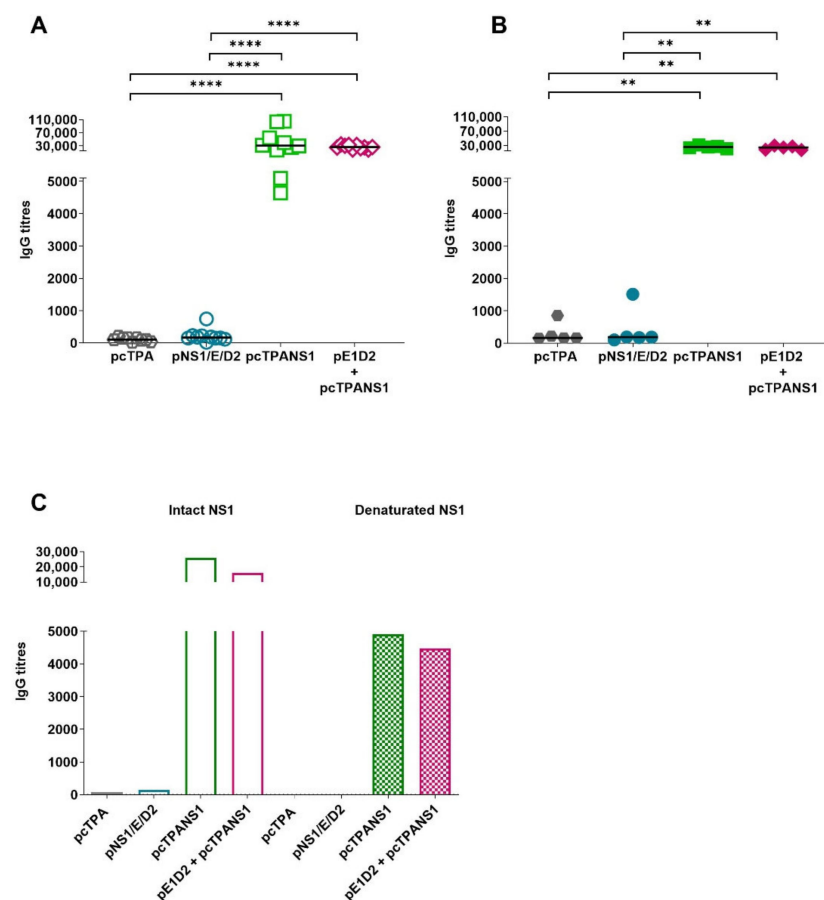 A
****
****
****
****
110,000
70,000
30,000
5000
4000
3000
2000
1000
0
IgG titres
pcTPA pNS1/E/D2 pcTPANS1 pE1D2
+
pcTPANS1
B
**
**
**
**
110,000
70,000
30,000
5000
4000
3000
2000
1000
0
IgG titres
pcTPA pNS1/E/D2 pcTPANS1 pE1D2
+
pcTPANS1
C
Intact NS1 Denaturated NS1
30,000
20,000
10,000
5000
4000
3000
2000
1000
0
IgG titres
pcTPA
pNS1/E/D2
pcTPANS1
pE1D2 + pcTPANS1
pcTPA
pNS1/E/D2
pcTPANS1
pE1D2 + pcTPANS1